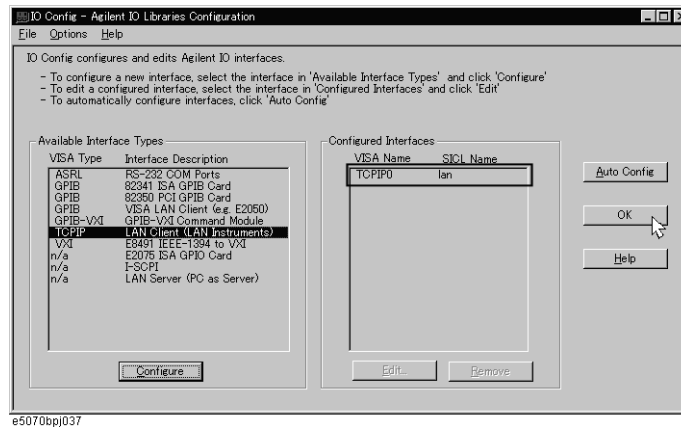 IO Config - Agilent IO Libraries Configuration
File Options Help
IO Config configures and edits Agilent IO interfaces.
- To configure a new interface, select the interface in 'Available Interface Types' and click 'Configure'
- To edit a configured interface, select the interface in 'Configured Interfaces' and click 'Edit'
- To automatically configure interfaces, click 'Auto Config'
Available Interface Types
VISA Type Interface Description
ASRL RS-232 COM Ports
GPIB 82341 ISA GPIB Card
GPIB 82350 PCI GPIB Card
GPIB VISA LAN Client (e.g. E2050)
GPIB-VXI GPIB-VXI Command Module
TCPIP LAN Client (LAN Instruments)
VXI E8491 IEEE-1394 to VXI
n/a E2075 ISA GPIO Card
n/a I-SCPI
n/a LAN Server (PC as Server)
Configure
Configured Interfaces
VISA Name SICL Name
TCPIP0 lan
Edit...
Remove
Auto Config
OK
Help
e5070bpj037